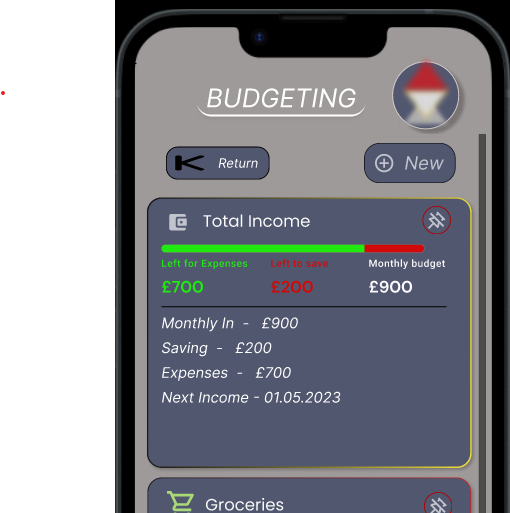 BUDGETING
Return
New
Total Income
Left for Expenses Left to save Monthly budget
£700 £200 £900
Monthly In - £900
Saving - £200
Expenses - £700
Next Income - 01.05.2023
Groceries